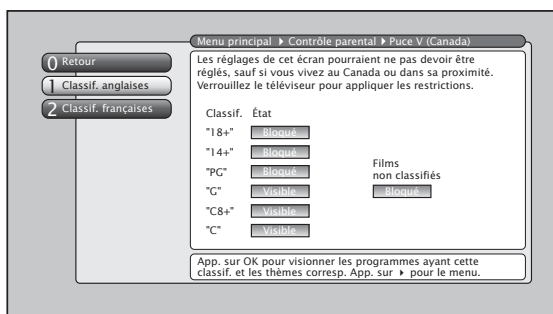 Menu principal ▸ Contrôle parental ▸ Puce V (Canada)
0 Retour
1 Classif. anglaises
2 Classif. françaises
Les réglages de cet écran pourraient ne pas devoir être
réglés, sauf si vous vivez au Canada ou dans sa proximité.
Verrouillez le téléviseur pour appliquer les restrictions.
Classif. État
"18+" Bloqué
"14+" Bloqué
"PG" Bloqué
"G" Visible
"C8+" Visible
"C" Visible
Films
non classifiés
Bloqué
App. sur OK pour visionner les programmes ayant cette
classif. et les thèmes corresp. App. sur ▸ pour le menu.